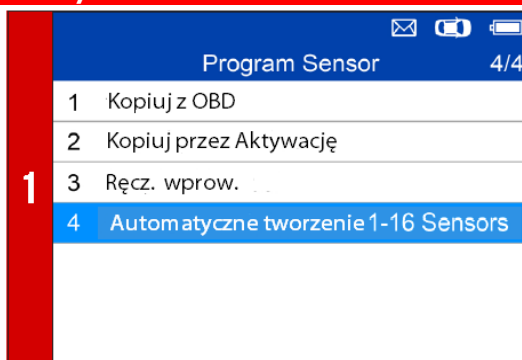 Program Sensor 4/4
1 Kopiuj z OBD
2 Kopiuj przez Aktywację
1
3 Ręcz. wprow.
4 Automatyczne tworzenie 1-16 Sensors